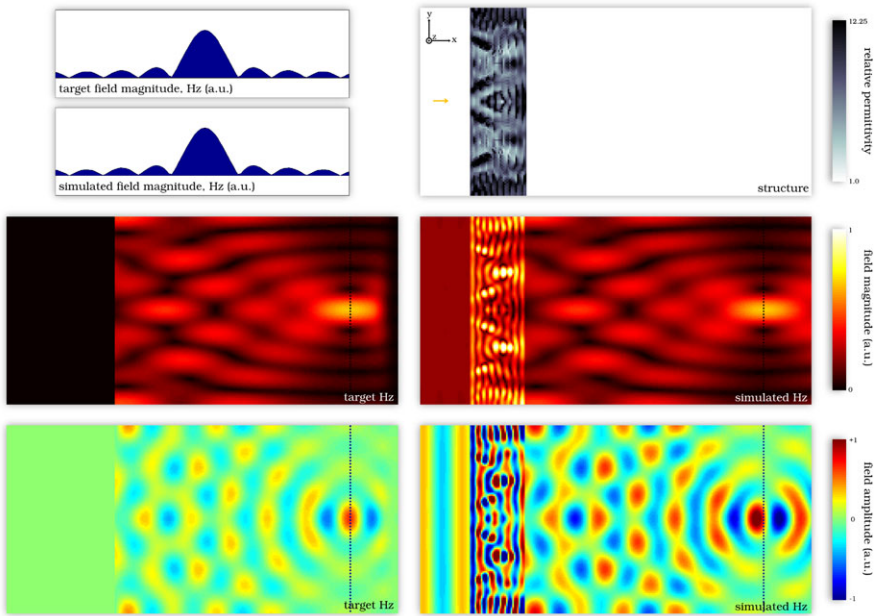 target field magnitude, Hz (a.u.)
simulated field magnitude, Hz (a.u.)
y
z
x
structure
12.25
1.0
relative permittivity
target Hz
simulated Hz
1
0
field magnitude (a.u.)
target Hz
simulated Hz
+1
0
-1
field amplitude (a.u.)